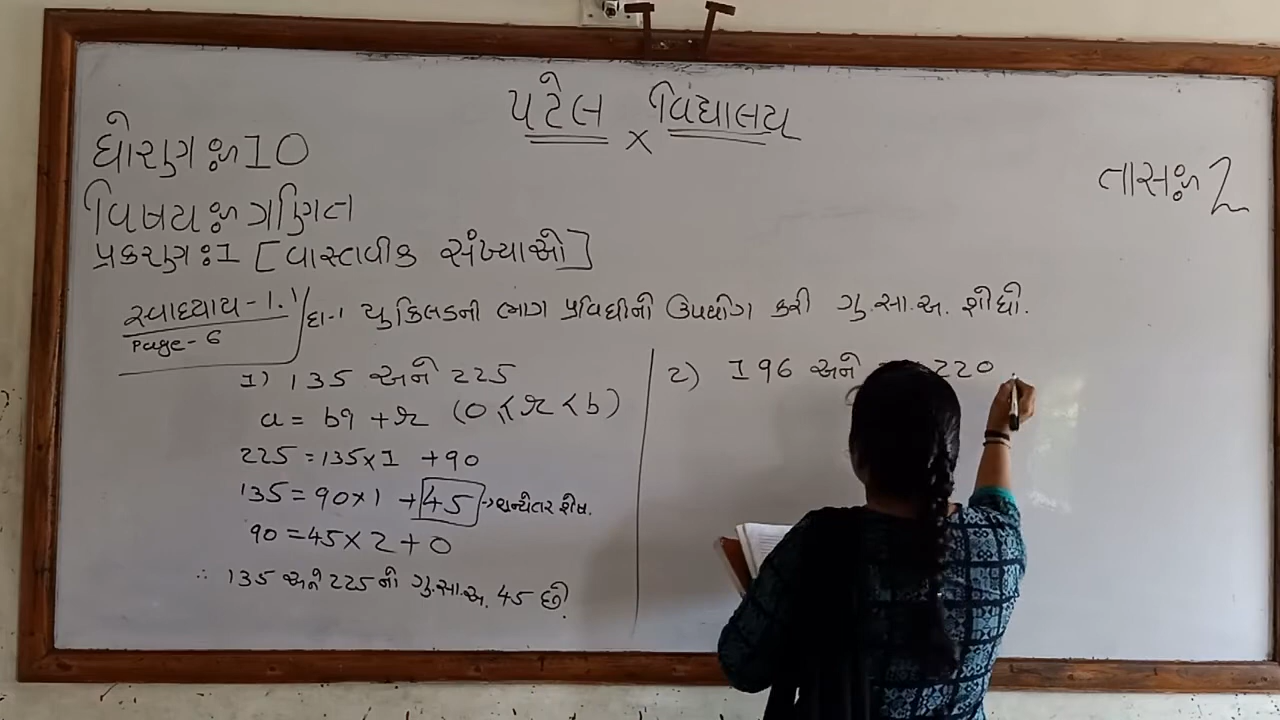 પટેલ વિદ્યાલય
×
ધોરણ ઃ- 10
તાસ ઃ- 2
વિષય ઃ- ગણિત
પ્રકરણ : 1 [વાસ્તવીક સંખ્યાઓ]
સ્વાધ્યાય - 1.1
Page - 6
દા-1 યુકિલડની ભાગ પ્રવિધીનો ઉપયોગ કરી ગુ.સા.અ. શોધો.
1) 135 અને 225
a = bq + r (0 ≤ r < b)
225 = 135 × 1 + 90
135 = 90 × 1 + 45 → શૂન્યેતર શેષ.
90 = 45 × 2 + 0
∴ 135 અને 225 નો ગુ.સા.અ. 45 છે.
2) 196 અને 220